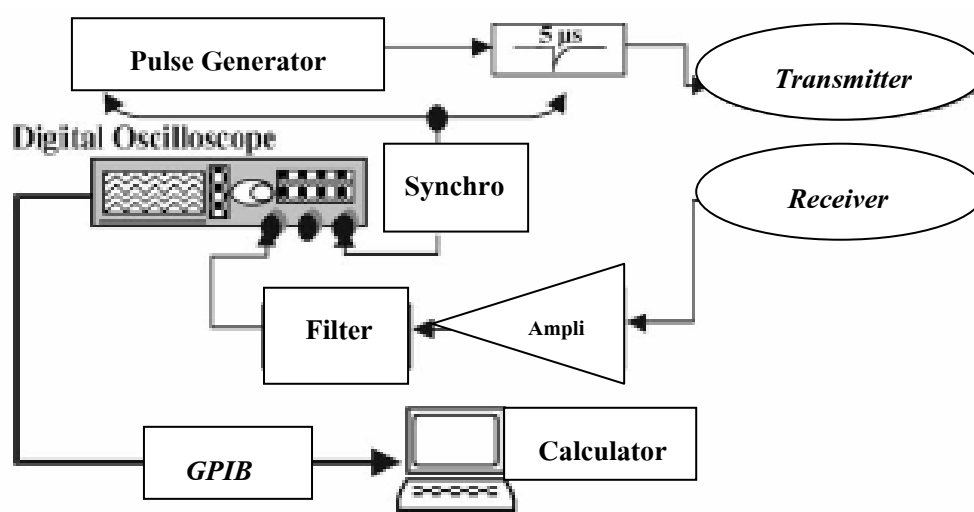 Pulse Generator
5 µs
Transmitter
Digital Oscilloscope
Synchro
Receiver
Filter
Ampli
GPIB
Calculator